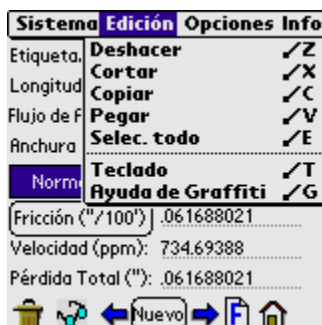 Sistema Edición Opciones Info
Etiqueta. Deshacer /Z
Cortar /X
Longitud Copiar /C
Flujo de F Pegar /V
Anchura Selec. todo /E
Teclado /T
Norm Ayuda de Graffiti /G
Fricción ("/100') .061688021
Velocidad (ppm): 734.69388
Pérdida Total ("): .061688021
Nuevo F